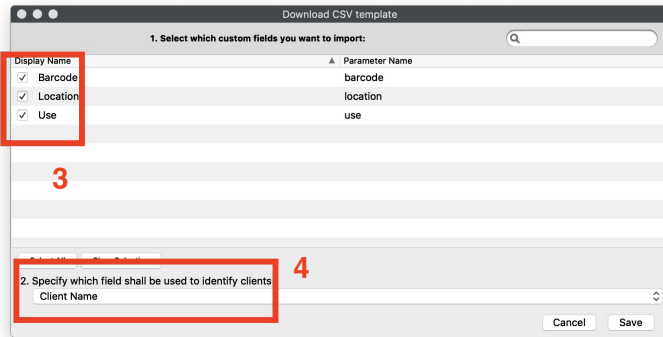 Download CSV template
1. Select which custom fields you want to import:
Display Name Parameter Name
Barcode barcode
Location location
Use use
3
4
2. Specify which field shall be used to identify clients
Client Name
Cancel Save